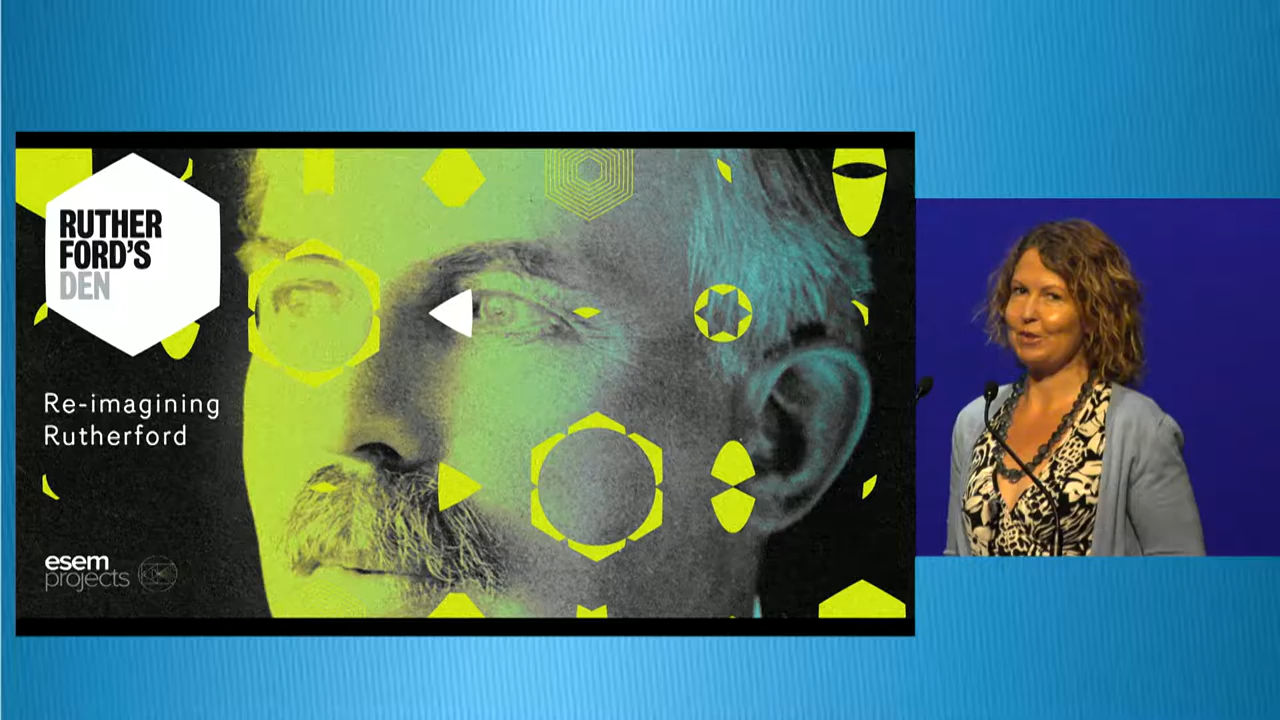 RUTHER
FORD'S
DEN
Re-imagining
Rutherford
esem
projects